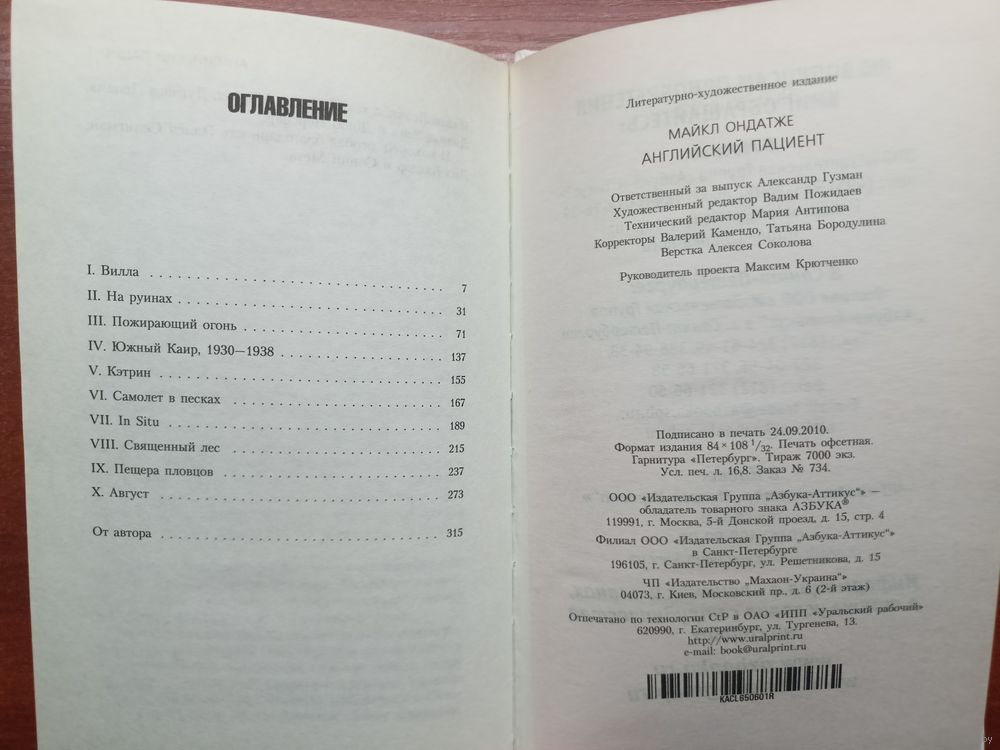 ОГЛАВЛЕНИЕ
I. Вилла . . . . . . . . . . . . . . . . . . . . . . . . . . . . . . 7
II. На руинах . . . . . . . . . . . . . . . . . . . . . . . . . . . 31
III. Пожирающий огонь . . . . . . . . . . . . . . . . . . . . . 71
IV. Южный Каир, 1930—1938 . . . . . . . . . . . . . . . . . 137
V. Кэтрин . . . . . . . . . . . . . . . . . . . . . . . . . . . . . 155
VI. Самолет в песках . . . . . . . . . . . . . . . . . . . . . . 167
VII. In Situ . . . . . . . . . . . . . . . . . . . . . . . . . . . . 189
VIII. Священный лес . . . . . . . . . . . . . . . . . . . . . . 215
IX. Пещера пловцов . . . . . . . . . . . . . . . . . . . . . . . 237
X. Август . . . . . . . . . . . . . . . . . . . . . . . . . . . . . 273
От автора . . . . . . . . . . . . . . . . . . . . . . . . . . . . . 315
Литературно-художественное издание
МАЙКЛ ОНДАТЖЕ
АНГЛИЙСКИЙ ПАЦИЕНТ
Ответственный за выпуск Александр Гузман
Художественный редактор Вадим Пожидаев
Технический редактор Мария Антипова
Корректоры Валерий Камендо, Татьяна Бородулина
Верстка Алексея Соколова
Руководитель проекта Максим Крютченко
Подписано в печать 24.09.2010.
Формат издания 84 × 108 1/32. Печать офсетная.
Гарнитура «Петербург». Тираж 7000 экз.
Усл. печ. л. 16,8. Заказ № 734.
ООО «Издательская Группа „Азбука-Аттикус“» —
обладатель товарного знака АЗБУКА®
119991, г. Москва, 5-й Донской проезд, д. 15, стр. 4
Филиал ООО «Издательская Группа „Азбука-Аттикус“»
в Санкт-Петербурге
196105, г. Санкт-Петербург, ул. Решетникова, д. 15
ЧП «Издательство „Махаон-Украина“»
04073, г. Киев, Московский пр., д. 6 (2-й этаж)
Отпечатано по технологии CtP в ОАО «ИПП «Уральский рабочий»
620990, г. Екатеринбург, ул. Тургенева, 13.
http://www.uralprint.ru
e-mail: book@uralprint.ru
KACL650601R